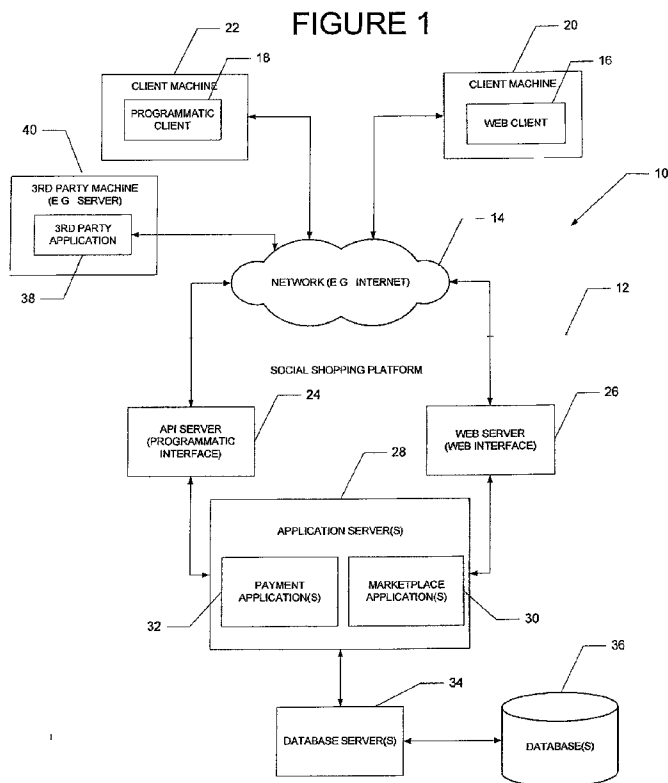 FIGURE 1
22
20
18
16
CLIENT MACHINE
PROGRAMMATIC
CLIENT
CLIENT MACHINE
WEB CLIENT
40
3RD PARTY MACHINE
(E G SERVER)
3RD PARTY
APPLICATION
38
10
14
NETWORK (E G INTERNET)
12
SOCIAL SHOPPING PLATFORM
24
26
API SERVER
(PROGRAMMATIC
INTERFACE)
WEB SERVER
(WEB INTERFACE)
28
APPLICATION SERVER(S)
PAYMENT
APPLICATION(S)
MARKETPLACE
APPLICATION(S)
32
30
34
36
DATABASE SERVER(S)
DATABASE(S)